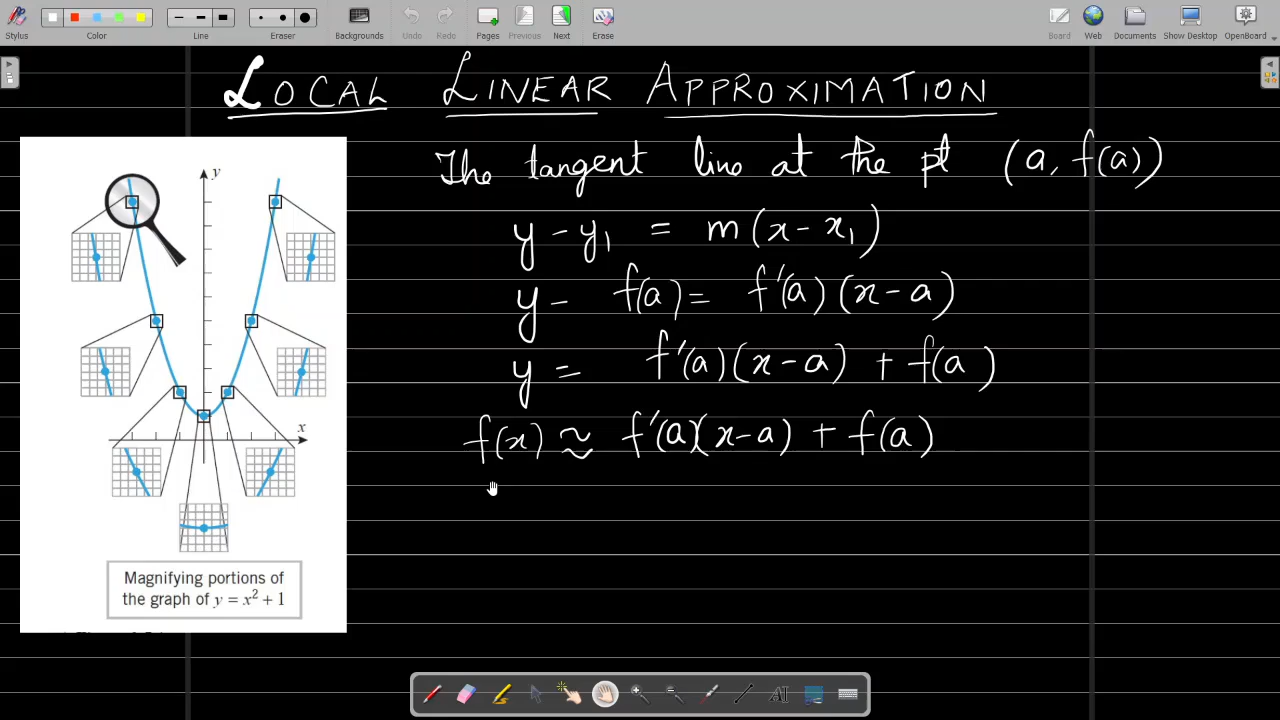 Stylus
Color
Line
Eraser
Backgrounds
Undo
Redo
Pages
Previous
Next
Erase
Board
Web
Documents
Show Desktop
OpenBoard
LOCAL LINEAR APPROXIMATION
The tangent line at the pt (a, f(a))
y - y₁ = m(x - x₁)
y - f(a) = f'(a)(x - a)
y = f'(a)(x - a) + f(a)
f(x) ≈ f'(a)(x - a) + f(a)
y
x
Magnifying portions of
the graph of y = x² + 1
AI